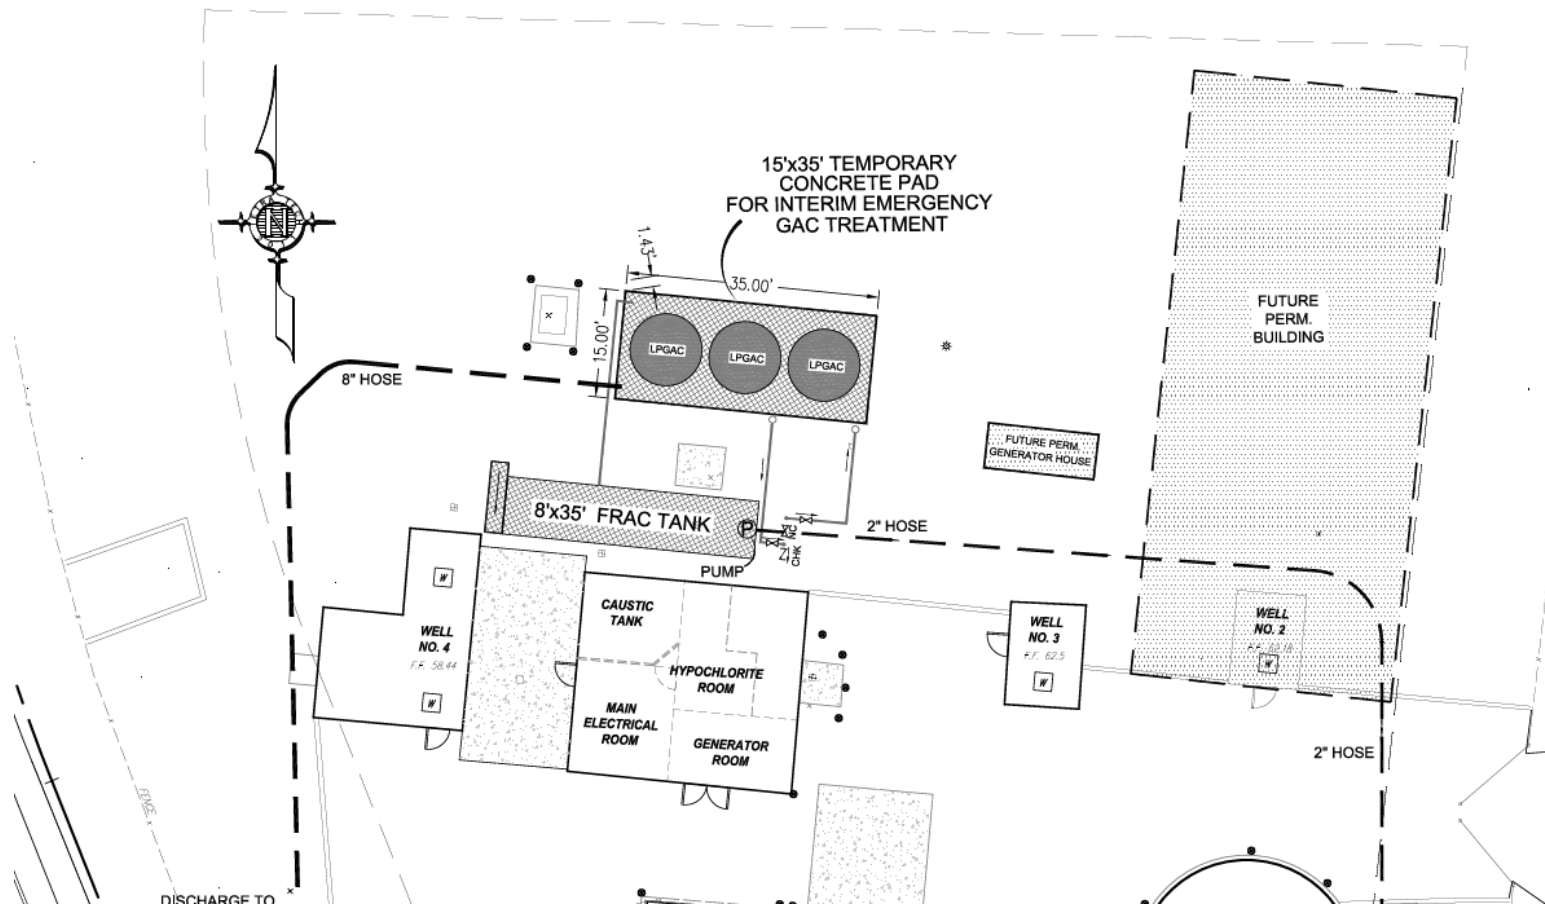 15'x35' TEMPORARY
CONCRETE PAD
FOR INTERIM EMERGENCY
GAC TREATMENT
N
1.43'
35.00'
15.00'
LPGAC
LPGAC
LPGAC
FUTURE
PERM.
BUILDING
8" HOSE
FUTURE PERM.
GENERATOR HOUSE
8'x35' FRAC TANK
P
NC
CHK
2" HOSE
PUMP
W
CAUSTIC
TANK
WELL
NO. 4
F.F. 58.44
W
WELL
NO. 3
F.F. 62.5
W
WELL
NO. 2
W
HYPOCHLORITE
ROOM
MAIN
ELECTRICAL
ROOM
GENERATOR
ROOM
2" HOSE
FENCE
DISCHARGE TO